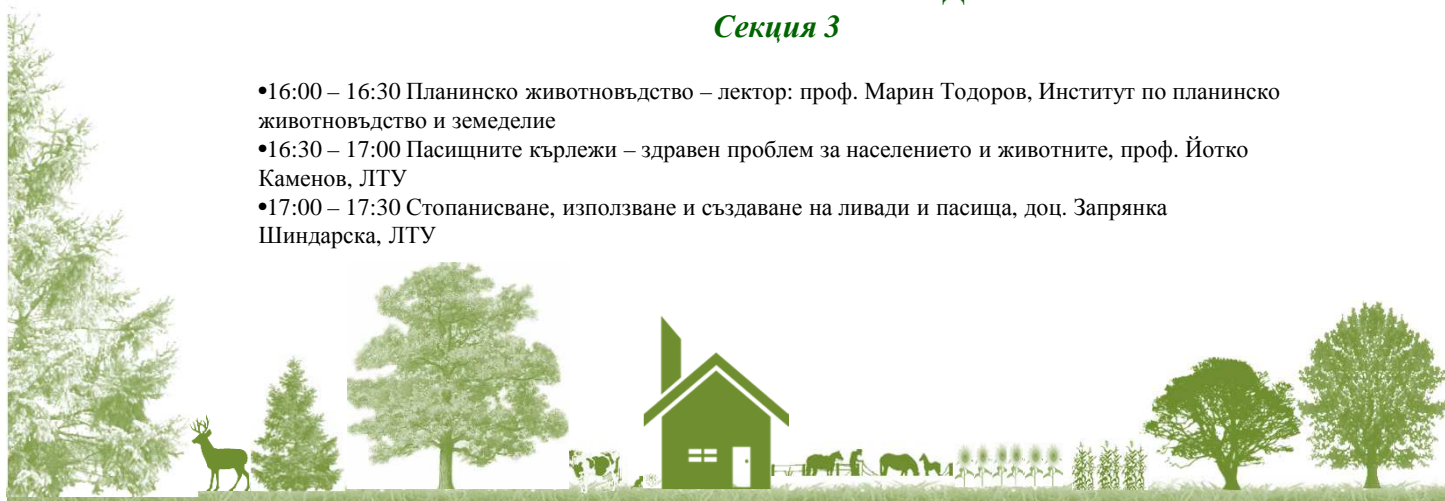 Секция 3
•16:00 – 16:30 Планинско животновъдство – лектор: проф. Марин Тодоров, Институт по планинско
животновъдство и земеделие
•16:30 – 17:00 Пасищните кърлежи – здравен проблем за населението и животните, проф. Йотко
Каменов, ЛТУ
•17:00 – 17:30 Стопанисване, използване и създаване на ливади и пасища, доц. Запрянка
Шиндарска, ЛТУ